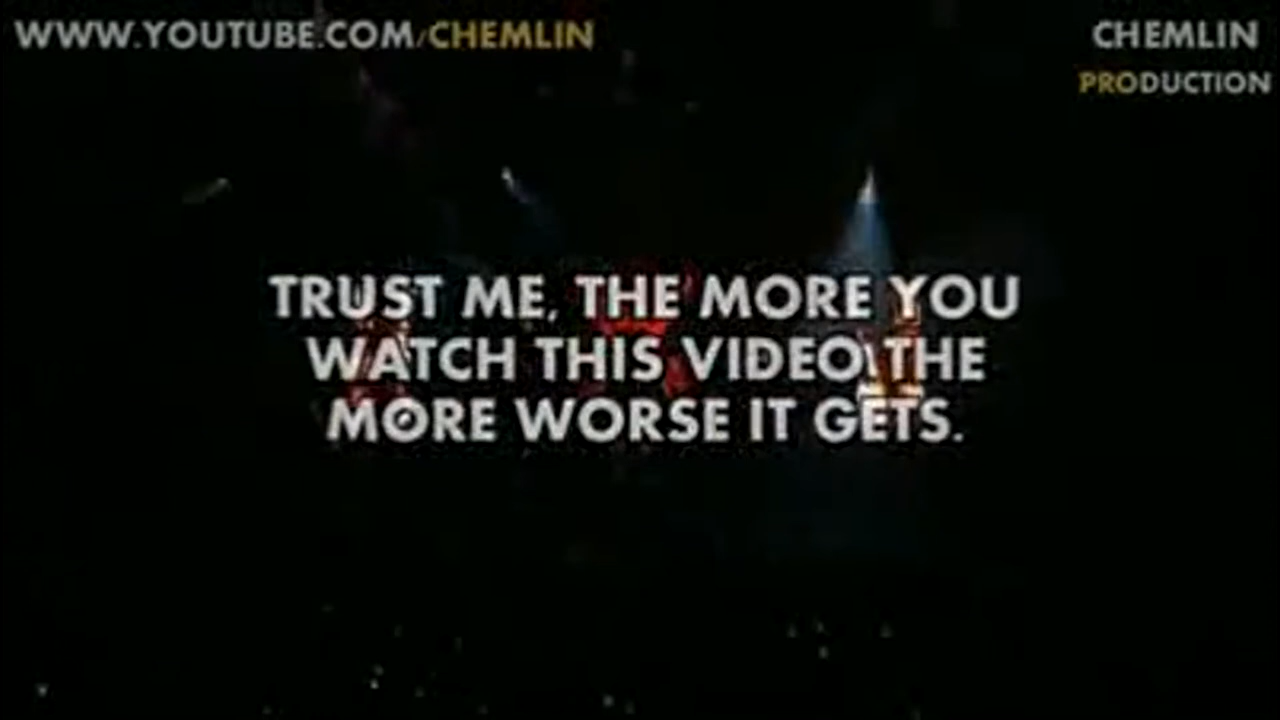 WWW.YOUTUBE.COM/CHEMLIN
CHEMLIN
PRODUCTION
TRUST ME, THE MORE YOU
WATCH THIS VIDEO THE
MORE WORSE IT GETS.